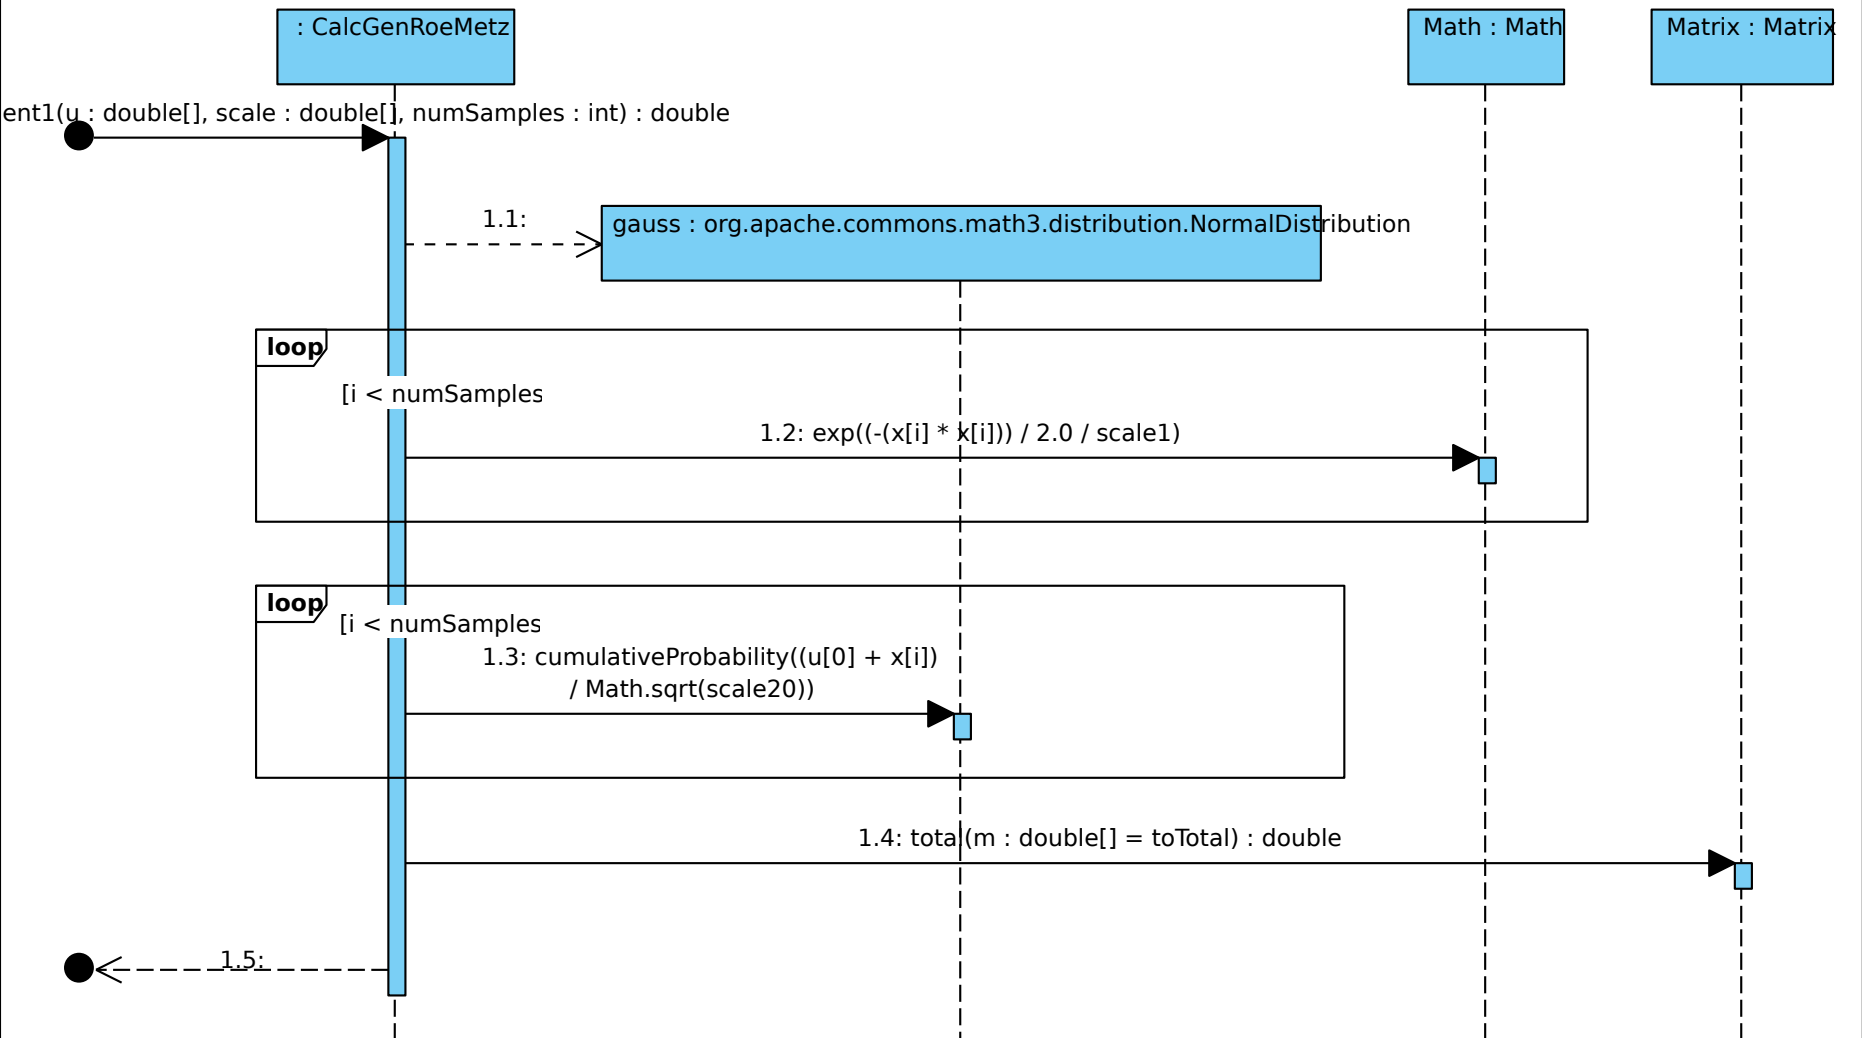 : CalcGenRoeMetz
Math : Math
Matrix : Matrix
ent1(u : double[], scale : double[], numSamples : int) : double
1.1:
gauss : org.apache.commons.math3.distribution.NormalDistribution
loop
[i < numSamples
1.2: exp((-(x[i] * x[i])) / 2.0 / scale1)
loop
[i < numSamples
1.3: cumulativeProbability((u[0] + x[i])
/ Math.sqrt(scale20))
1.4: total(m : double[] = toTotal) : double
1.5: